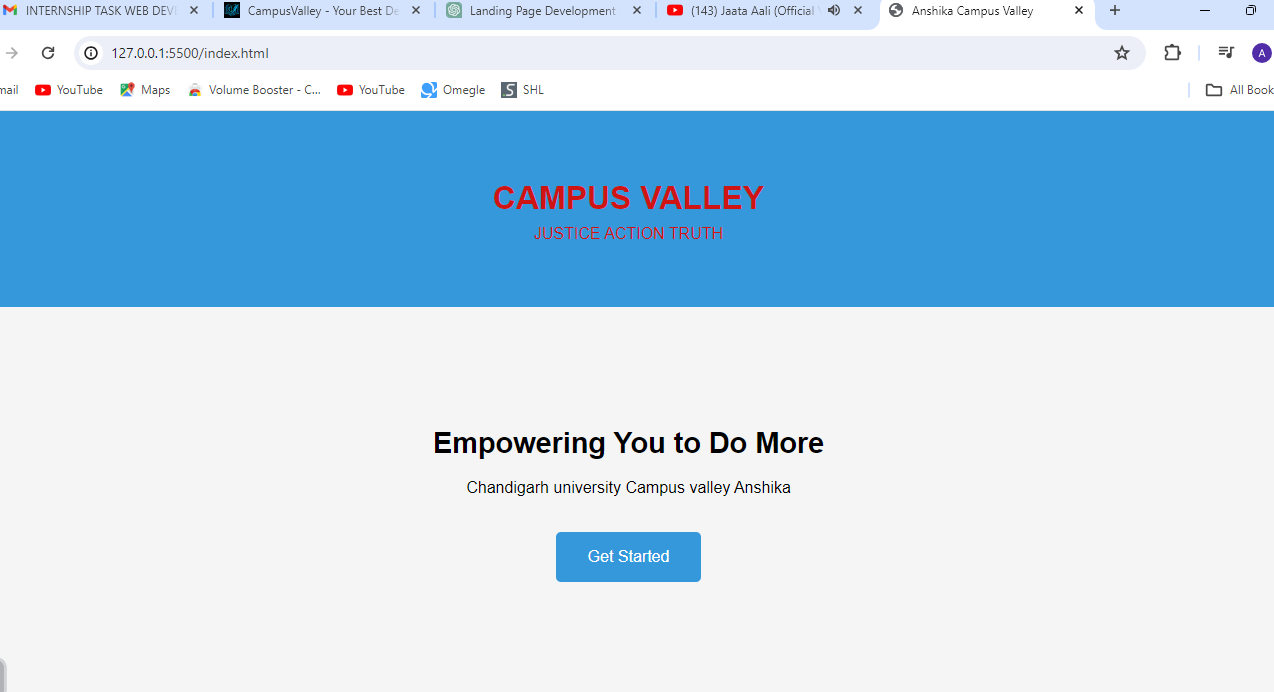 INTERNSHIP TASK WEB DEVE
CampusValley - Your Best De
Landing Page Development
(143) Jaata Aali (Official
Anshika Campus Valley
127.0.0.1:5500/index.html
A
mail
YouTube
Maps
Volume Booster - C...
YouTube
Omegle
S
SHL
All Book
CAMPUS VALLEY
JUSTICE ACTION TRUTH
Empowering You to Do More
Chandigarh university Campus valley Anshika
Get Started